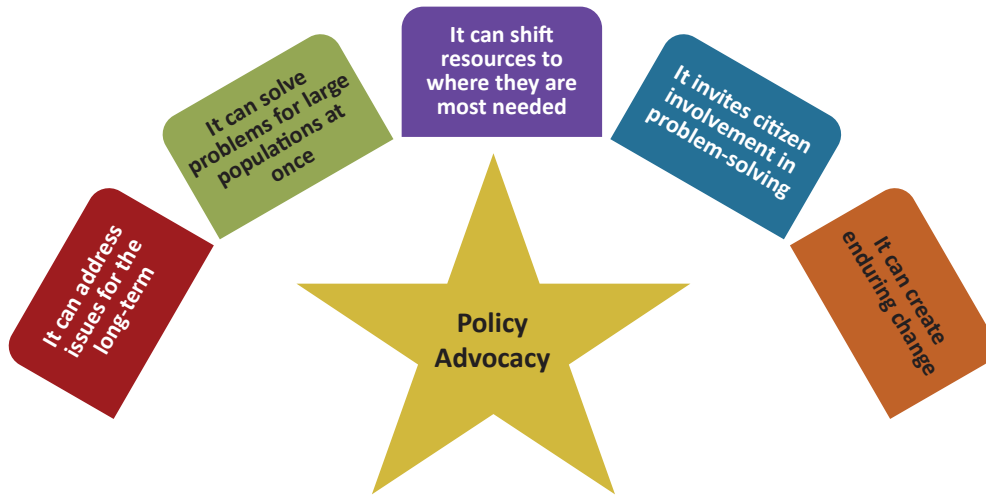 It can address
issues for the
long-term
It can solve
problems for large
populations at
once
It can shift
resources to
where they are
most needed
It invites citizen
involvement in
problem-solving
It can create
enduring change
Policy
Advocacy